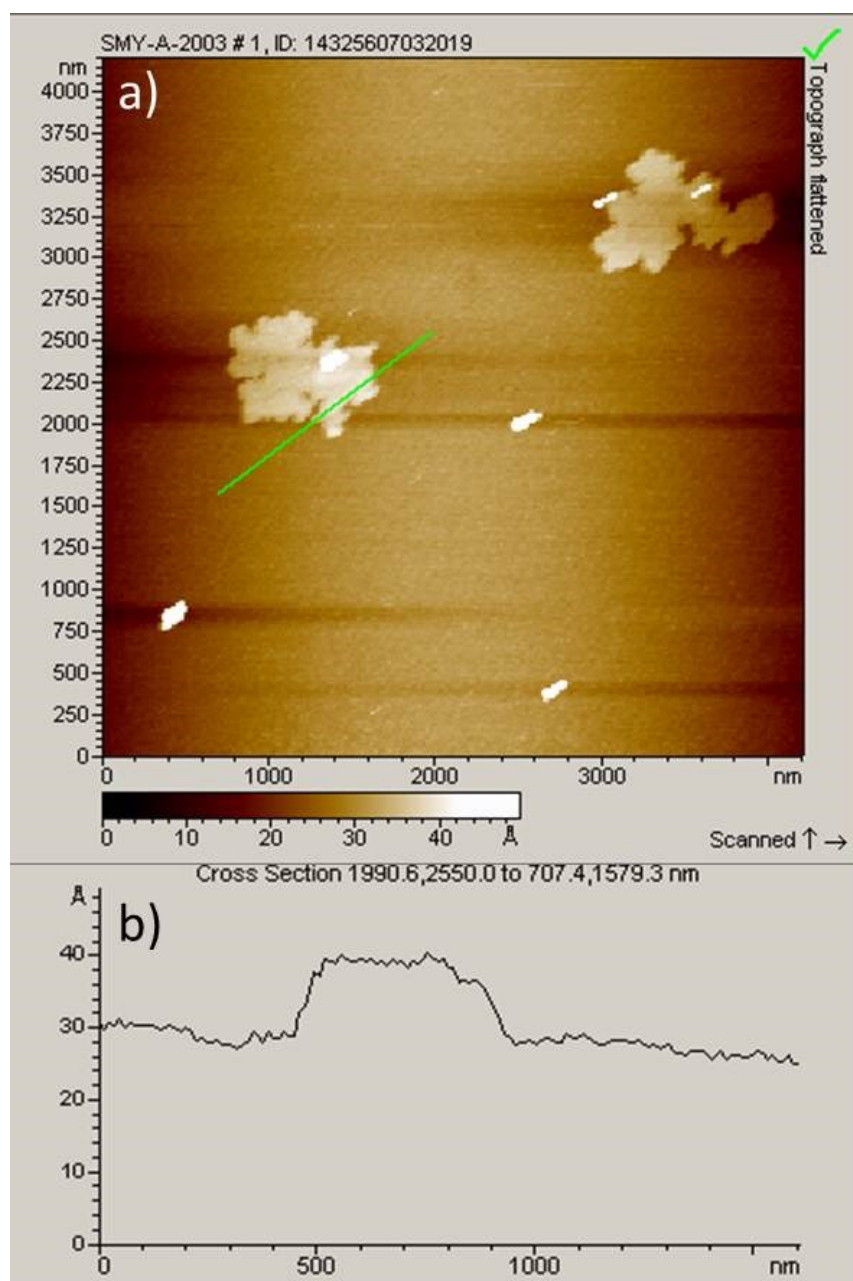 SMY-A-2003 # 1, ID: 14325607032019
nm
a)
4000
3750
3500
3250
3000
2750
2500
2250
2000
1750
1500
1250
1000
750
500
250
0
Topograph flattened
0 1000 2000 3000 nm
0 10 20 30 40 Å
Scanned ↑ →
Cross Section 1990.6,2550.0 to 707.4,1579.3 nm
Å
b)
40
30
20
10
0
0 500 1000 nm